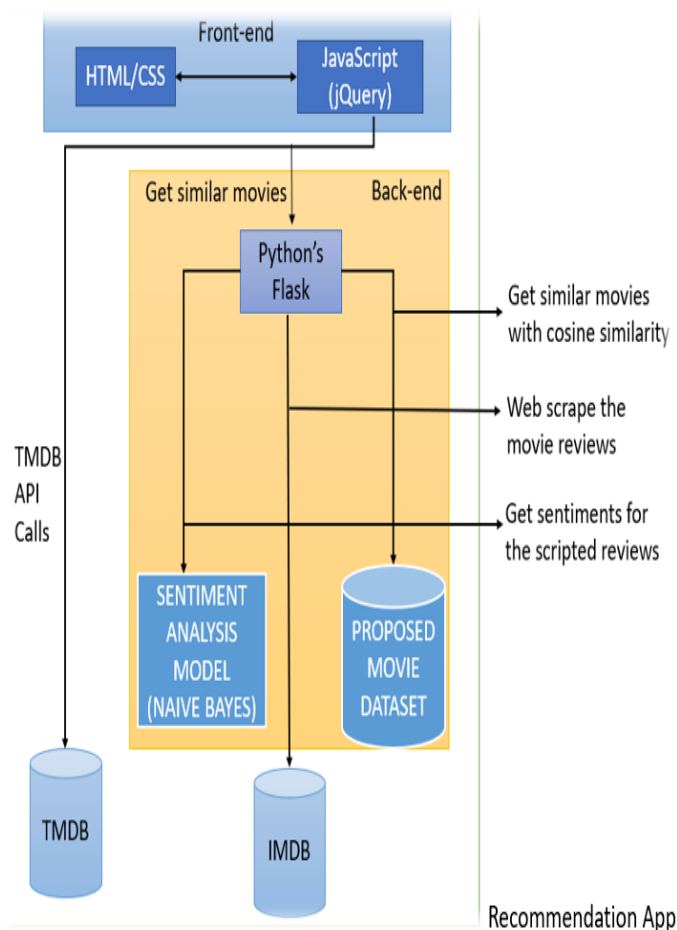 Front-end
HTML/CSS
JavaScript
(jQuery)
Get similar movies
Back-end
Python's
Flask
Get similar movies
with cosine similarity
Web scrape the
movie reviews
TMDB
API
Calls
Get sentiments for
the scripted reviews
SENTIMENT
ANALYSIS
MODEL
(NAIVE BAYES)
PROPOSED
MOVIE
DATASET
TMDB
IMDB
Recommendation App